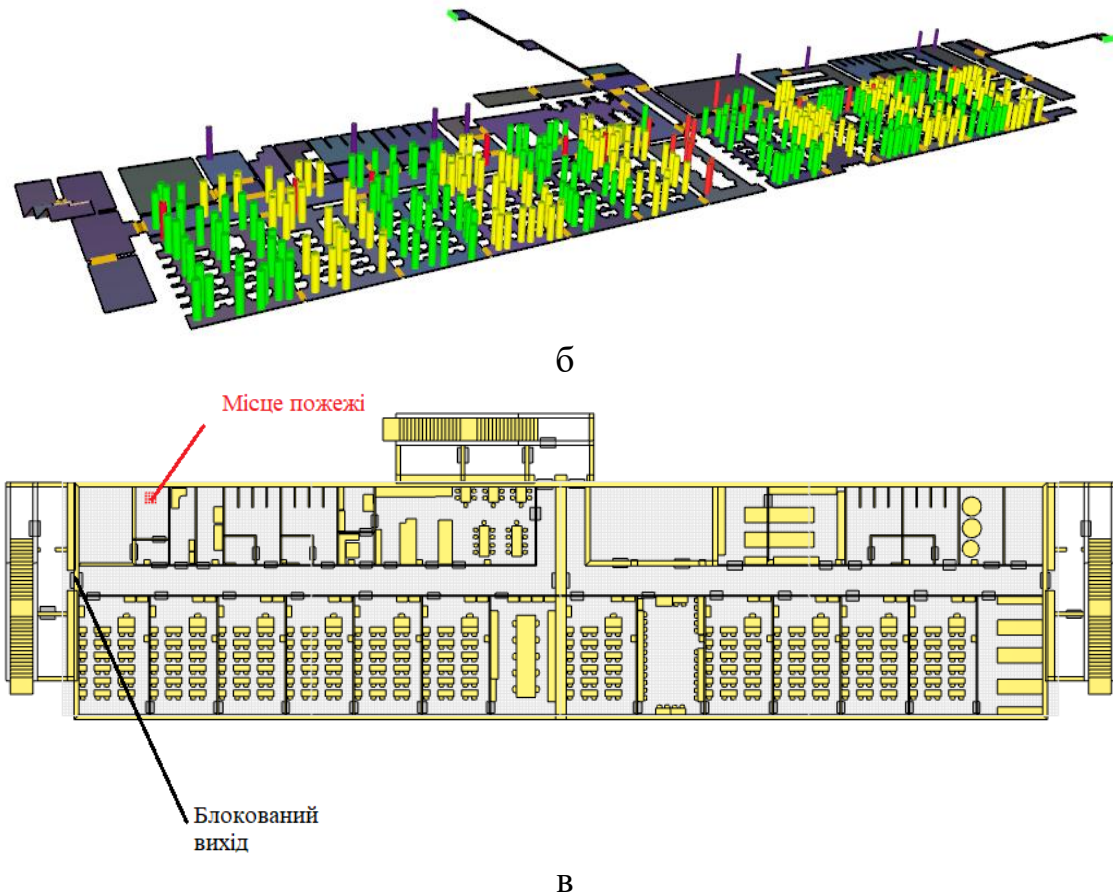 б
Місце пожежі
Блокований
вихід
в